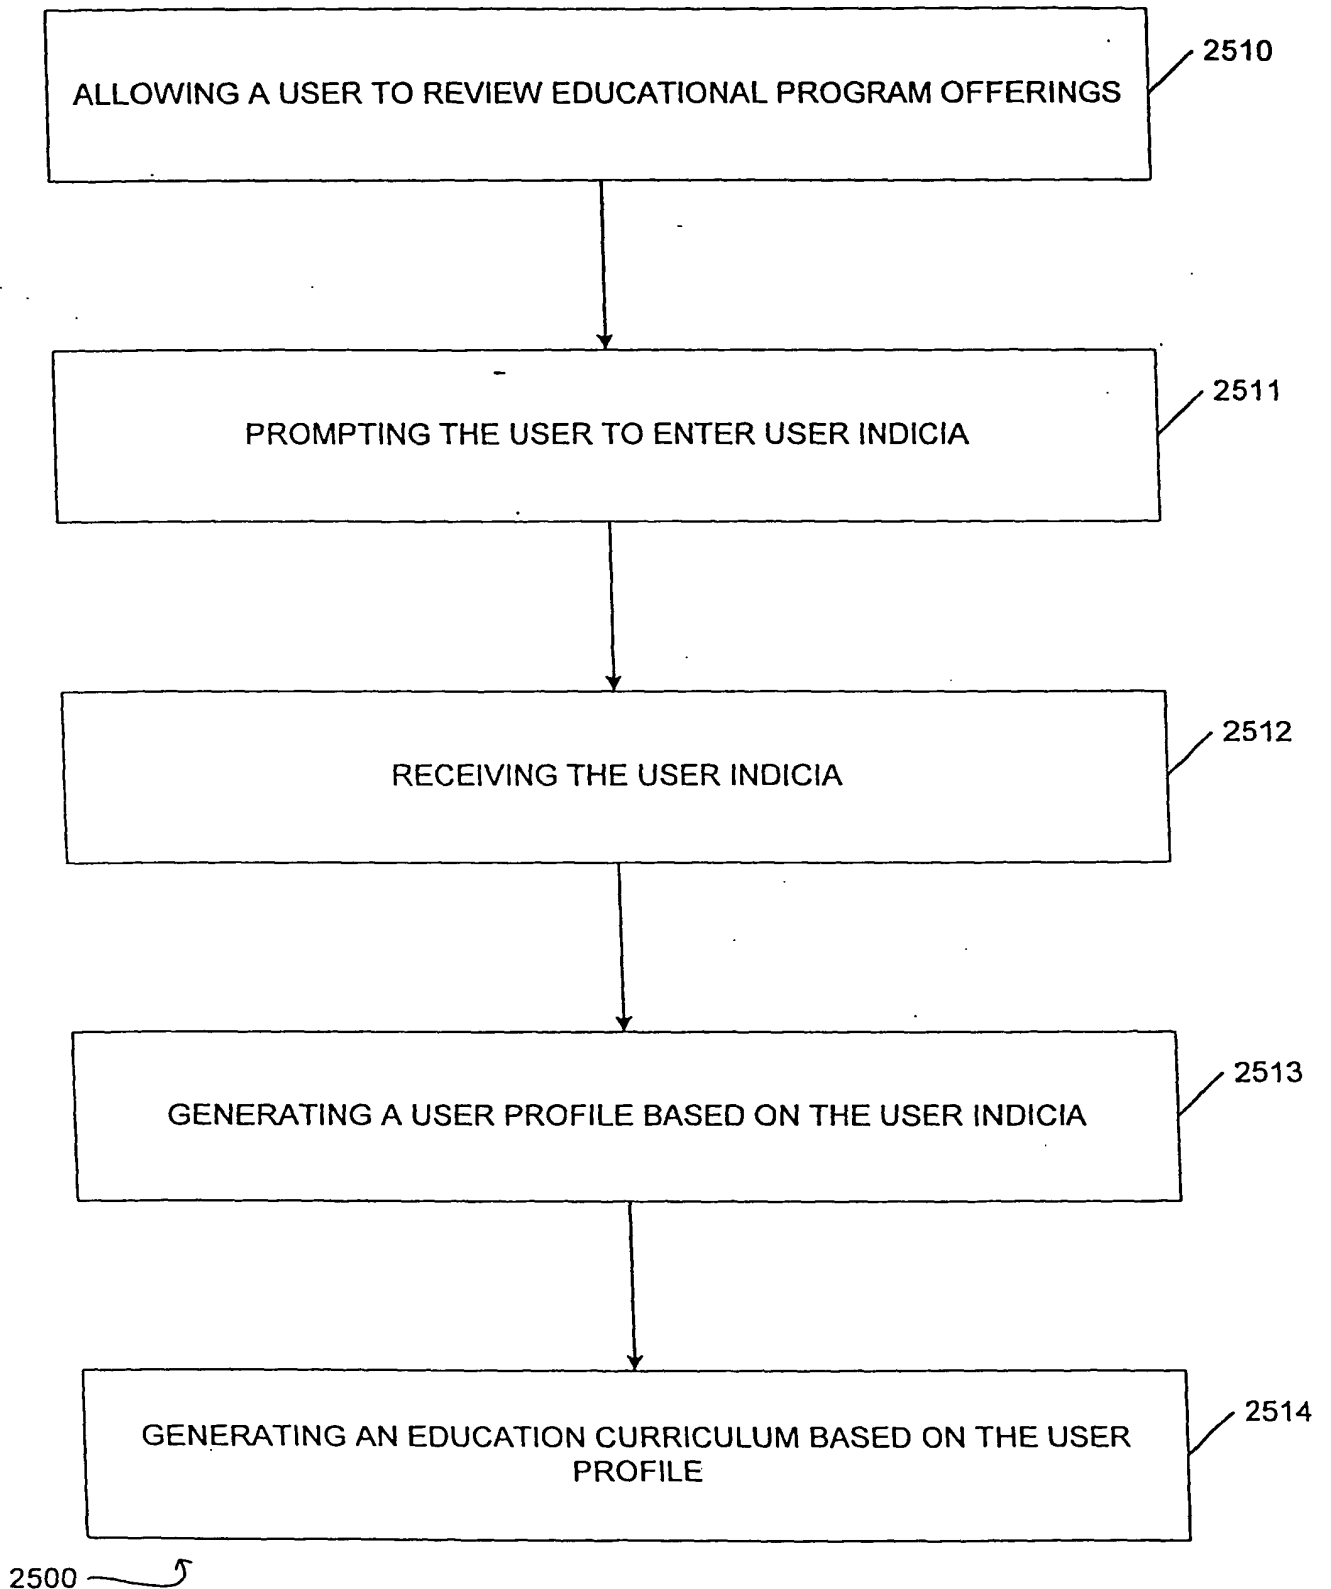 ALLOWING A USER TO REVIEW EDUCATIONAL PROGRAM OFFERINGS
2510
PROMPTING THE USER TO ENTER USER INDICIA
2511
RECEIVING THE USER INDICIA
2512
GENERATING A USER PROFILE BASED ON THE USER INDICIA
2513
GENERATING AN EDUCATION CURRICULUM BASED ON THE USER
PROFILE
2514
2500